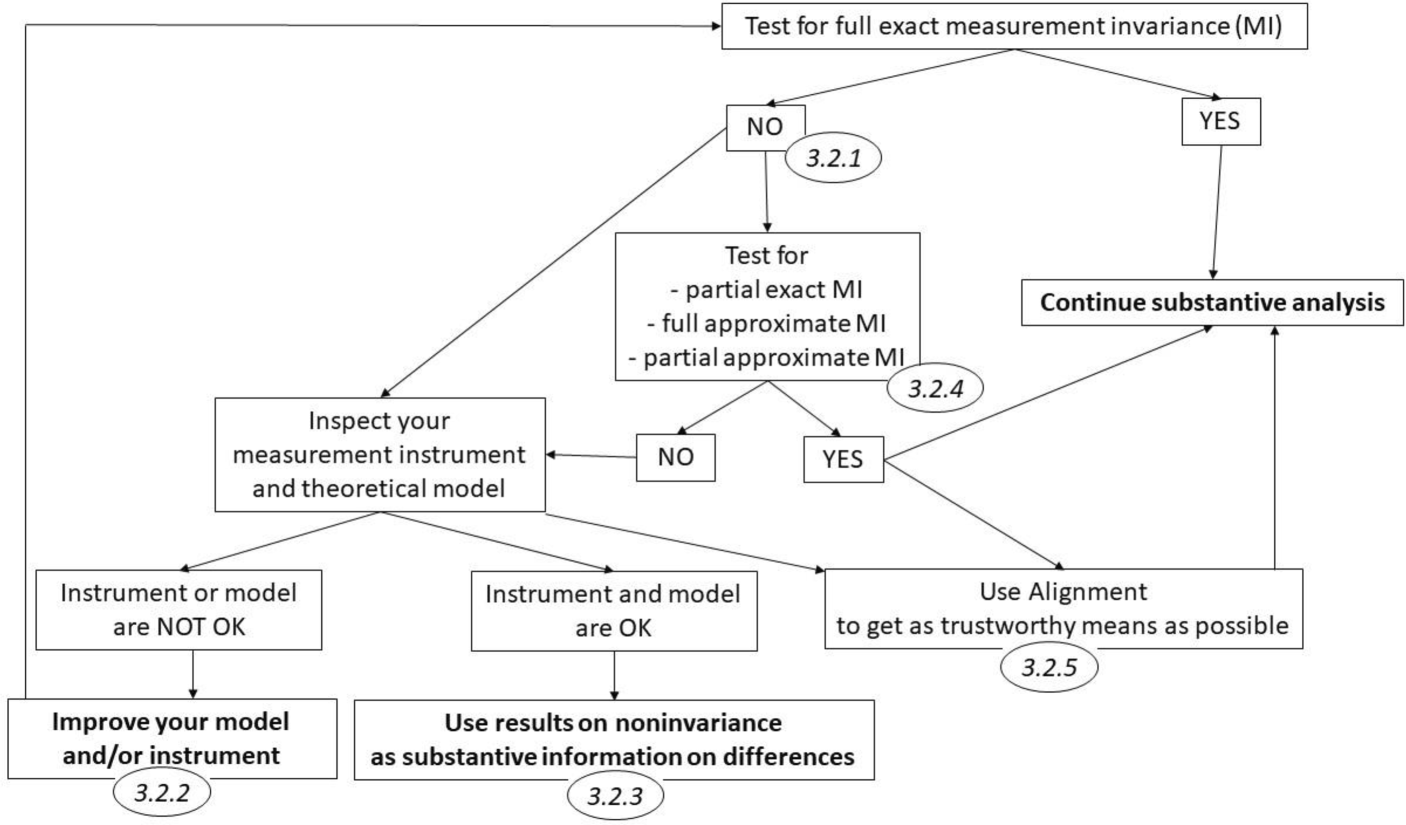 Test for full exact measurement invariance (MI)
NO
YES
3.2.1
Test for
- partial exact MI
- full approximate MI
- partial approximate MI
3.2.4
Continue substantive analysis
Inspect your
measurement instrument
and theoretical model
NO
YES
Instrument or model
are NOT OK
Instrument and model
are OK
Use Alignment
to get as trustworthy means as possible
3.2.5
Improve your model
and/or instrument
3.2.2
Use results on noninvariance
as substantive information on differences
3.2.3